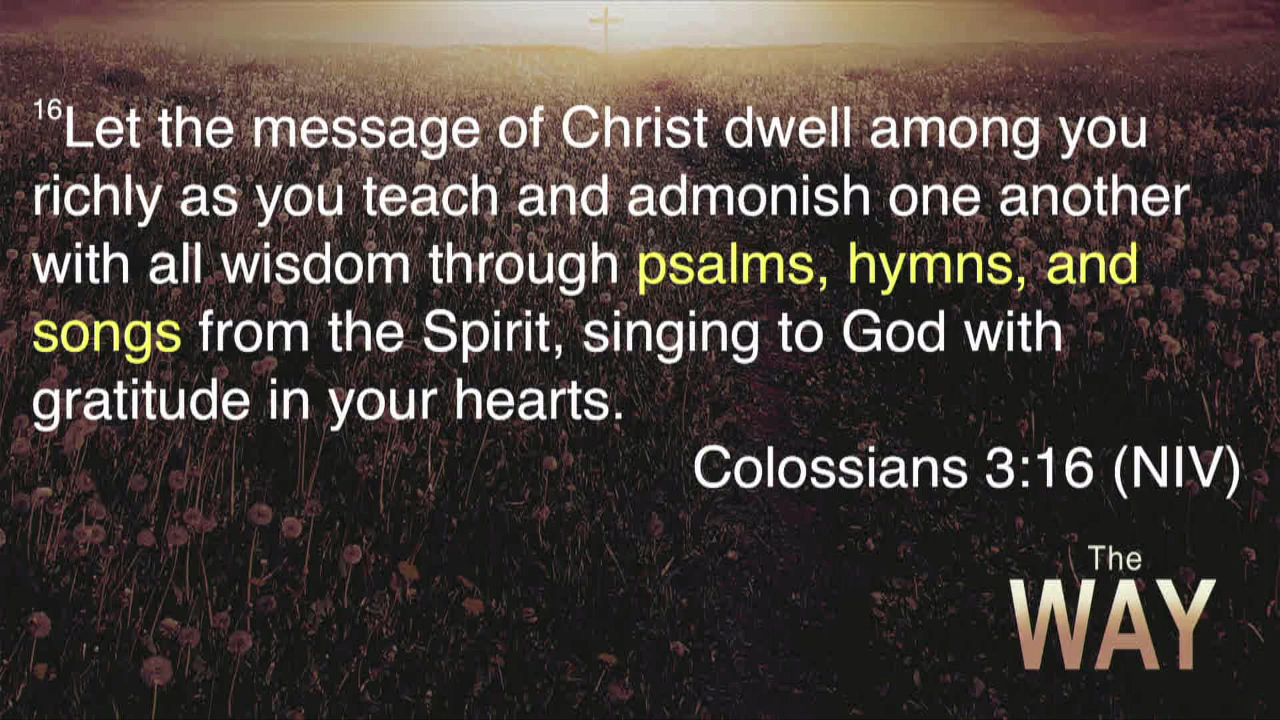 16Let the message of Christ dwell among you
richly as you teach and admonish one another
with all wisdom through psalms, hymns, and
songs from the Spirit, singing to God with
gratitude in your hearts.
Colossians 3:16 (NIV)
The
WAY